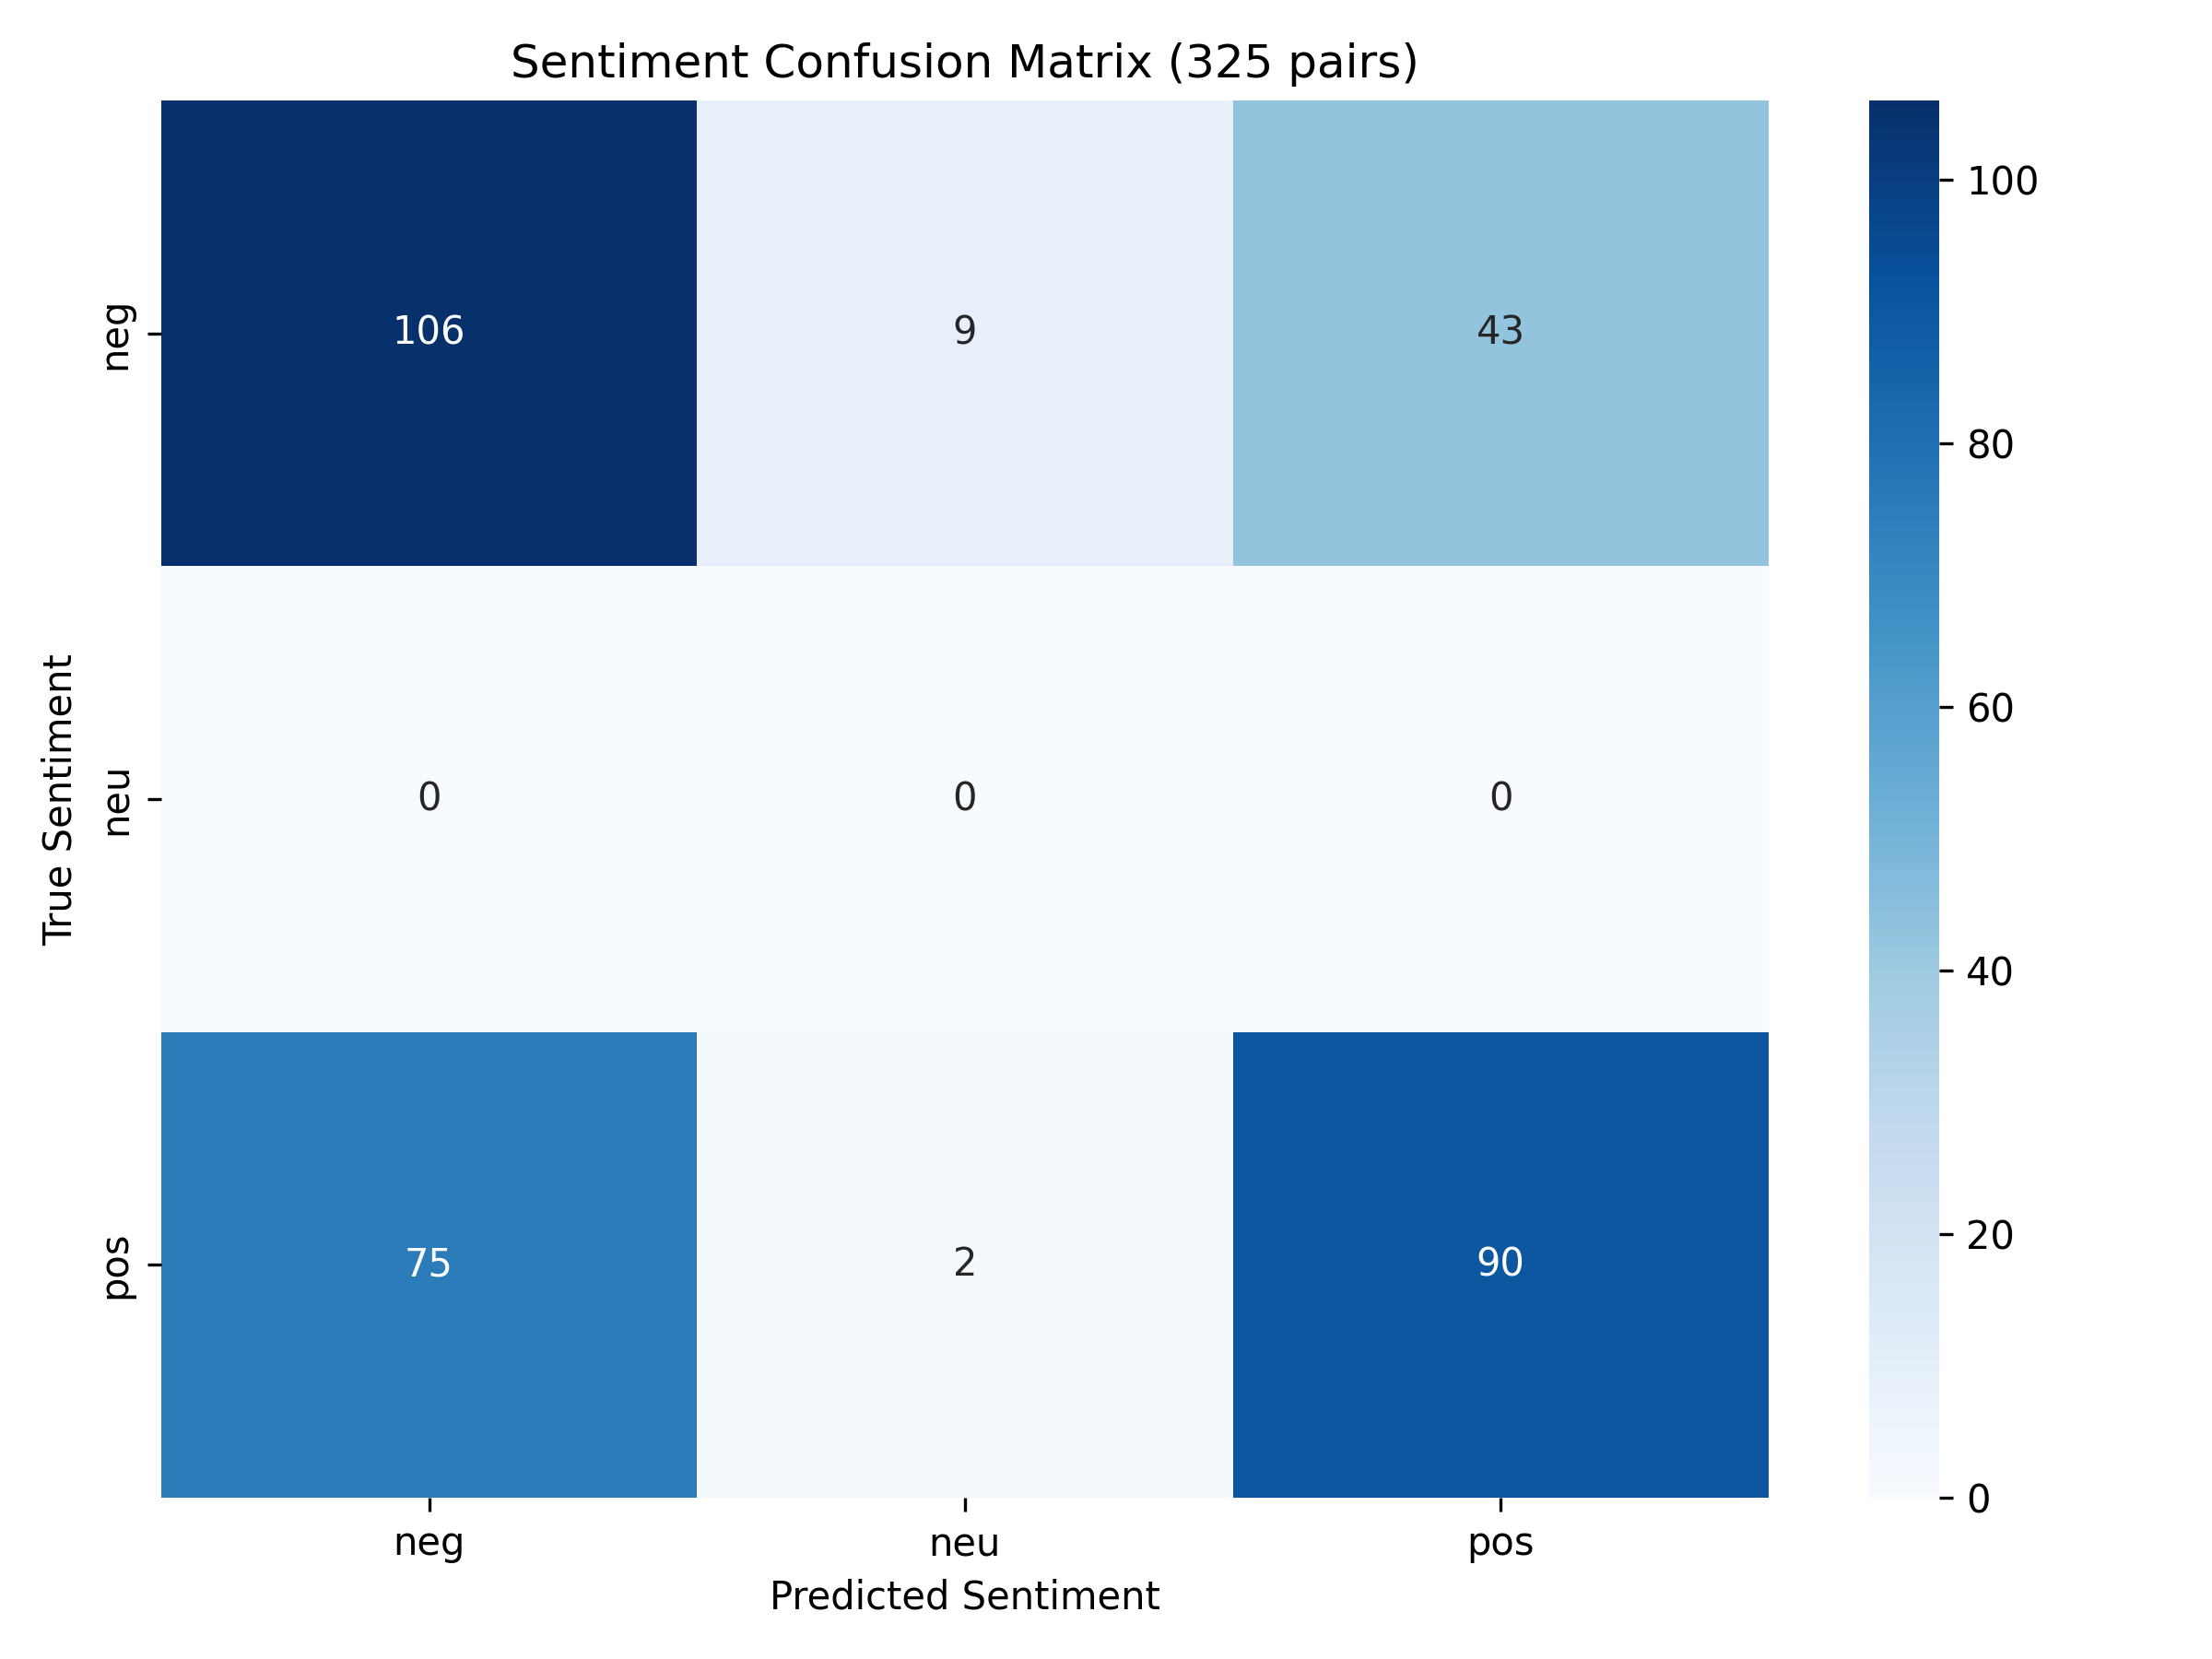 Sentiment Confusion Matrix (325 pairs)
True Sentiment
neg
106
9
43
neu
0
0
0
pos
75
2
90
neg
neu
pos
Predicted Sentiment
100
80
60
40
20
0